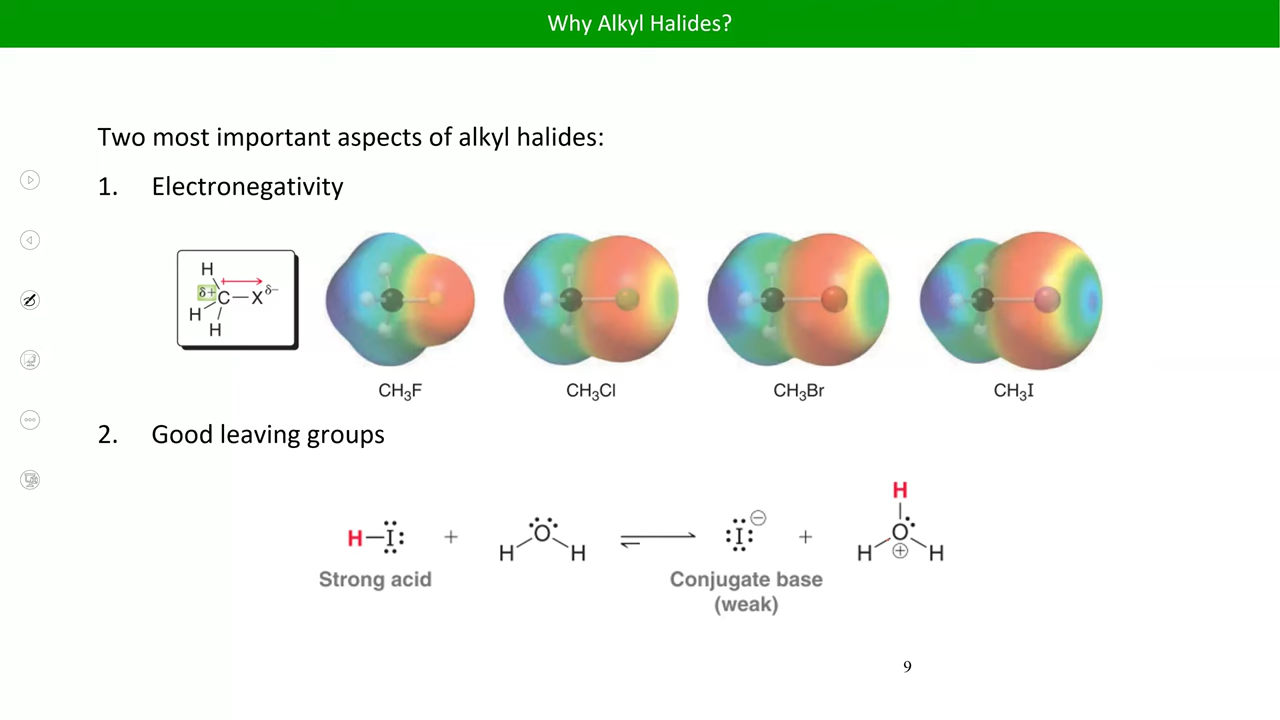 Why Alkyl Halides?
Two most important aspects of alkyl halides:
1. Electronegativity
H
δ+ C—X δ−
H
H
CH₃F CH₃Cl CH₃Br CH₃I
2. Good leaving groups
H
H—I + O I ⊖ + O
H H H ⊕ H
Strong acid Conjugate base
(weak)
9